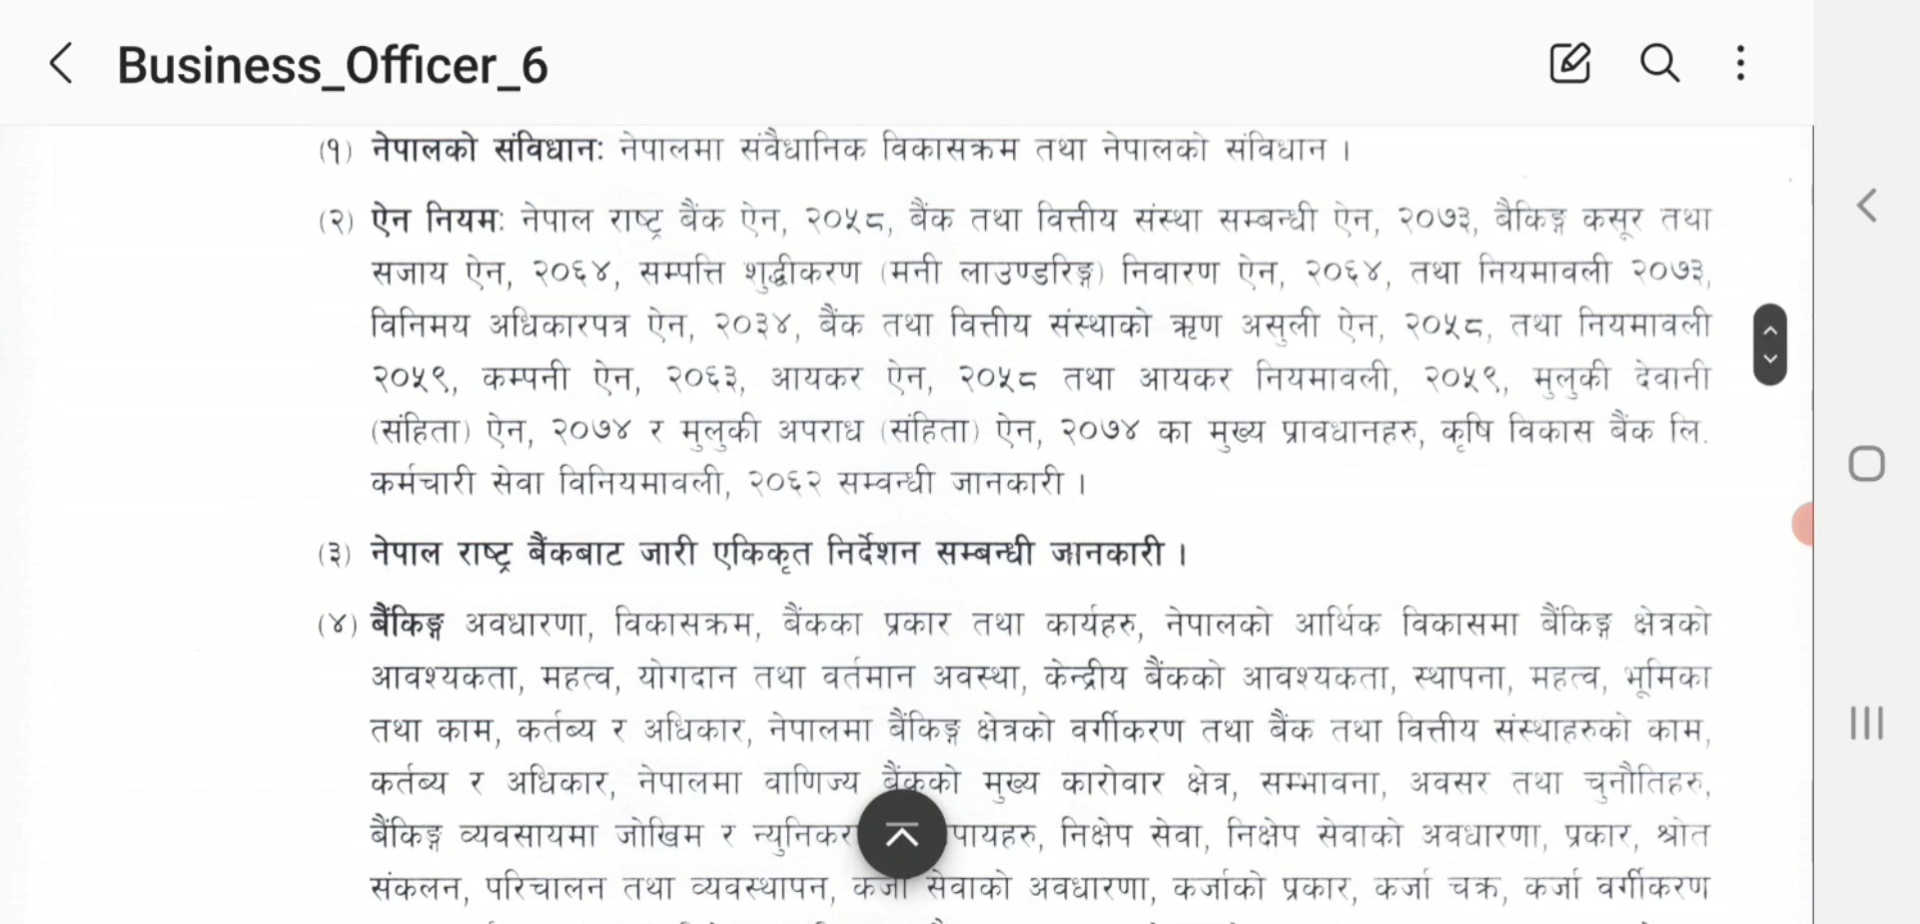 Business_Officer_6
(१) नेपालको संविधानः नेपालमा संवैधानिक विकासक्रम तथा नेपालको संविधान ।
(२) ऐन नियमः नेपाल राष्ट्र बैंक ऐन, २०५८, बैंक तथा वित्तीय संस्था सम्बन्धी ऐन, २०७३, बैकिङ्ग कसूर तथा
सजाय ऐन, २०६४, सम्पत्ति शुद्धीकरण (मनी लाउण्डरिङ्ग) निवारण ऐन, २०६४, तथा नियमावली २०७३,
विनिमय अधिकारपत्र ऐन, २०३४, बैंक तथा वित्तीय संस्थाको ऋण असुली ऐन, २०५८, तथा नियमावली
२०५९, कम्पनी ऐन, २०६३, आयकर ऐन, २०५८ तथा आयकर नियमावली, २०५९, मुलुकी देवानी
(संहिता) ऐन, २०७४ र मुलुकी अपराध (संहिता) ऐन, २०७४ का मुख्य प्रावधानहरु, कृषि विकास बैंक लि.
कर्मचारी सेवा विनियमावली, २०६२ सम्वन्धी जानकारी ।
(३) नेपाल राष्ट्र बैंकबाट जारी एकिकृत निर्देशन सम्बन्धी जानकारी ।
(४) बैंकिङ्ग अवधारणा, विकासक्रम, बैंकका प्रकार तथा कार्यहरु, नेपालको आर्थिक विकासमा बैंकिङ्ग क्षेत्रको
आवश्यकता, महत्व, योगदान तथा वर्तमान अवस्था, केन्द्रीय बैंकको आवश्यकता, स्थापना, महत्व, भूमिका
तथा काम, कर्तब्य र अधिकार, नेपालमा बैंकिङ्ग क्षेत्रको वर्गीकरण तथा बैंक तथा वित्तीय संस्थाहरुको काम,
कर्तब्य र अधिकार, नेपालमा वाणिज्य बैंकको मुख्य कारोवार क्षेत्र, सम्भावना, अवसर तथा चुनौतिहरु,
बैंकिङ्ग व्यवसायमा जोखिम र न्युनिकर पायहरु, निक्षेप सेवा, निक्षेप सेवाको अवधारणा, प्रकार, श्रोत
संकलन, परिचालन तथा व्यवस्थापन, कर्जा सेवाको अवधारणा, कर्जाको प्रकार, कर्जा चक्र, कर्जा वर्गीकरण